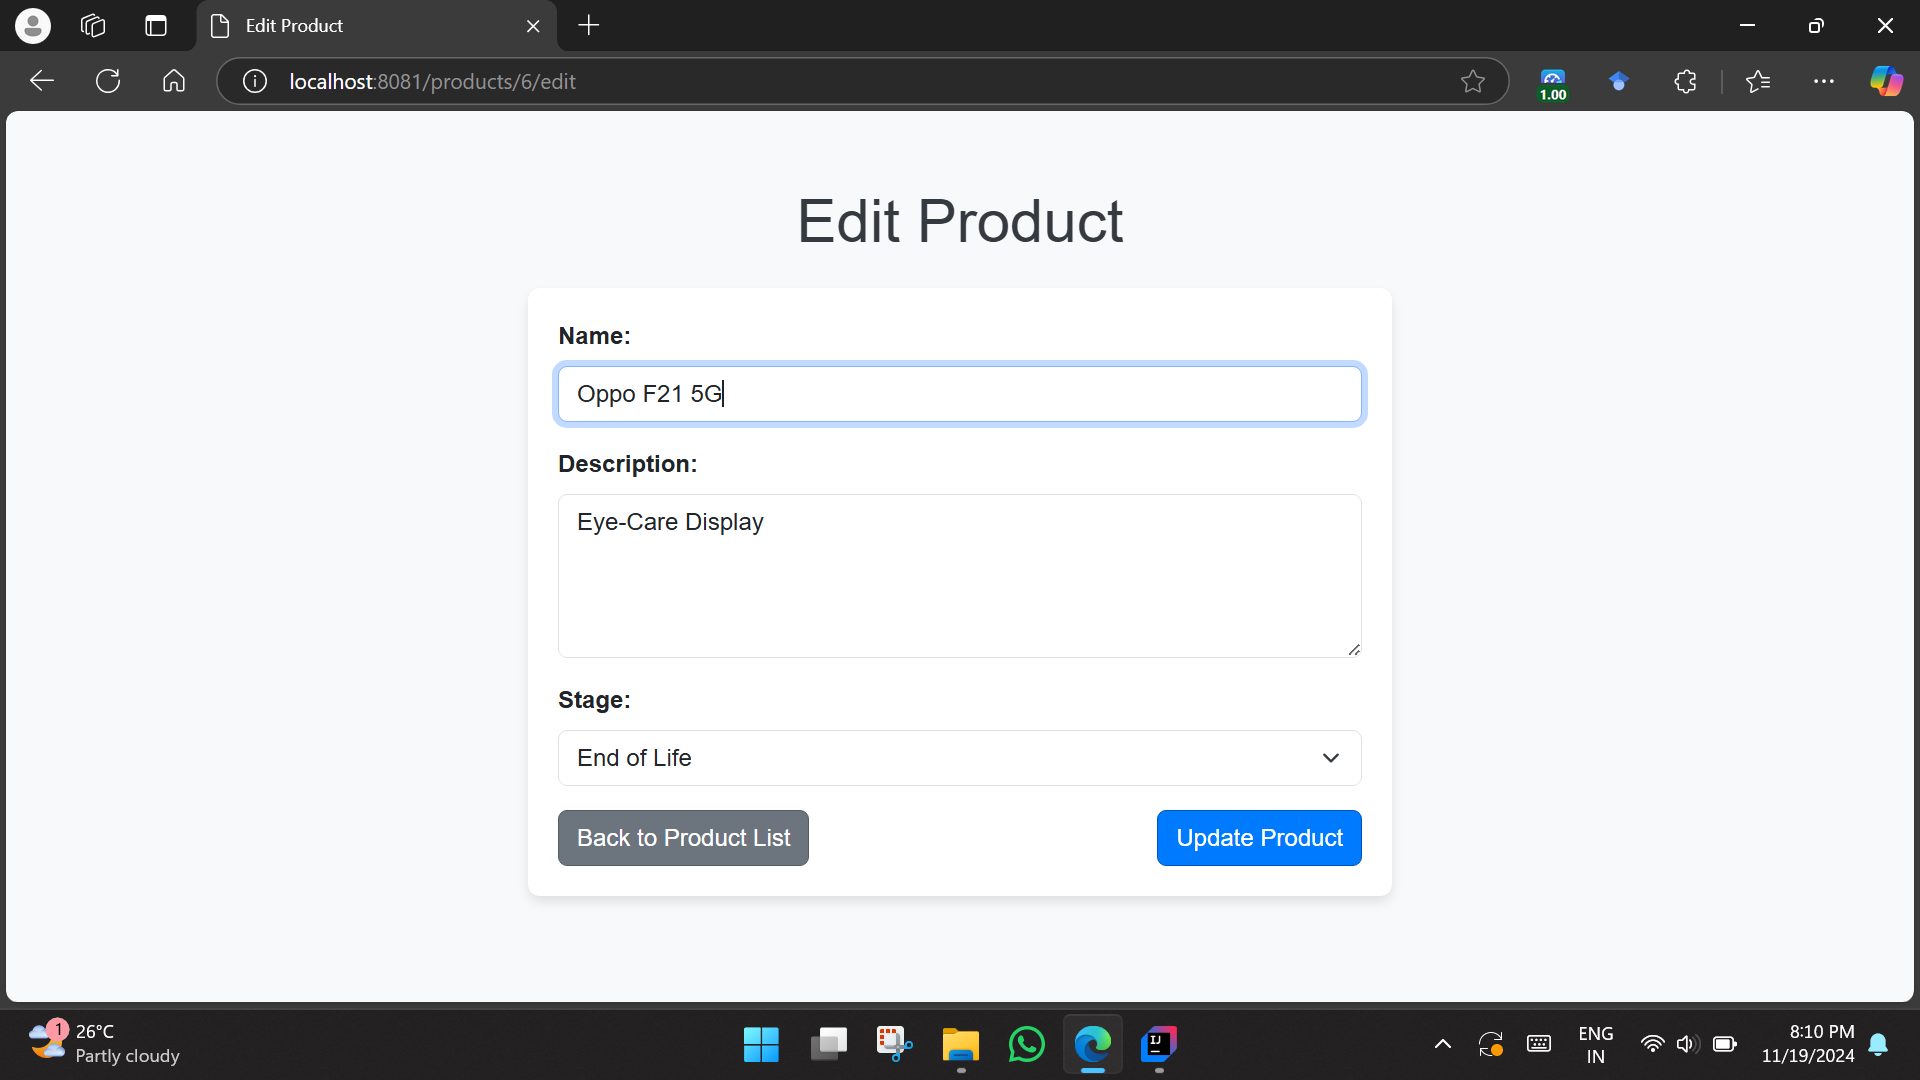 Edit Product
localhost:8081/products/6/edit
1.00
Edit Product
Name:
Oppo F21 5G
Description:
Eye-Care Display
Stage:
End of Life
Back to Product List
Update Product
1
26°C
Partly cloudy
IJ
ENG
IN
8:10 PM
11/19/2024